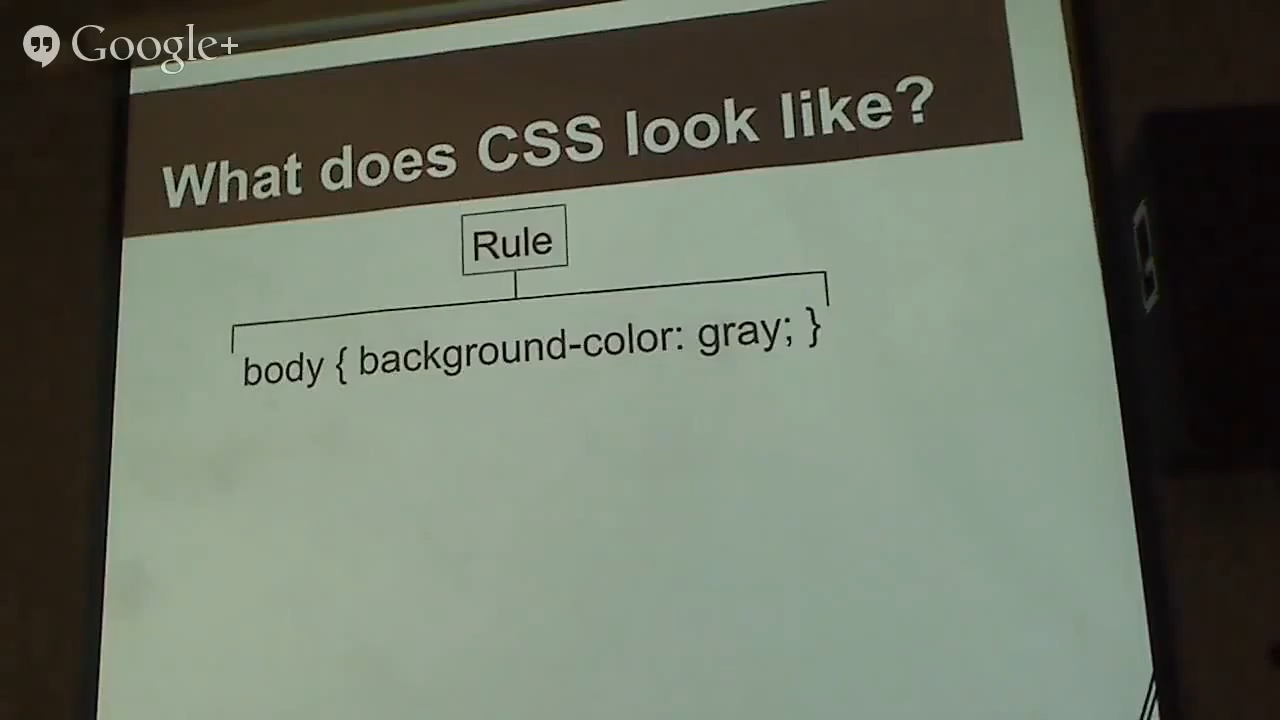 Google+
What does CSS look like?
Rule
body { background-color: gray; }